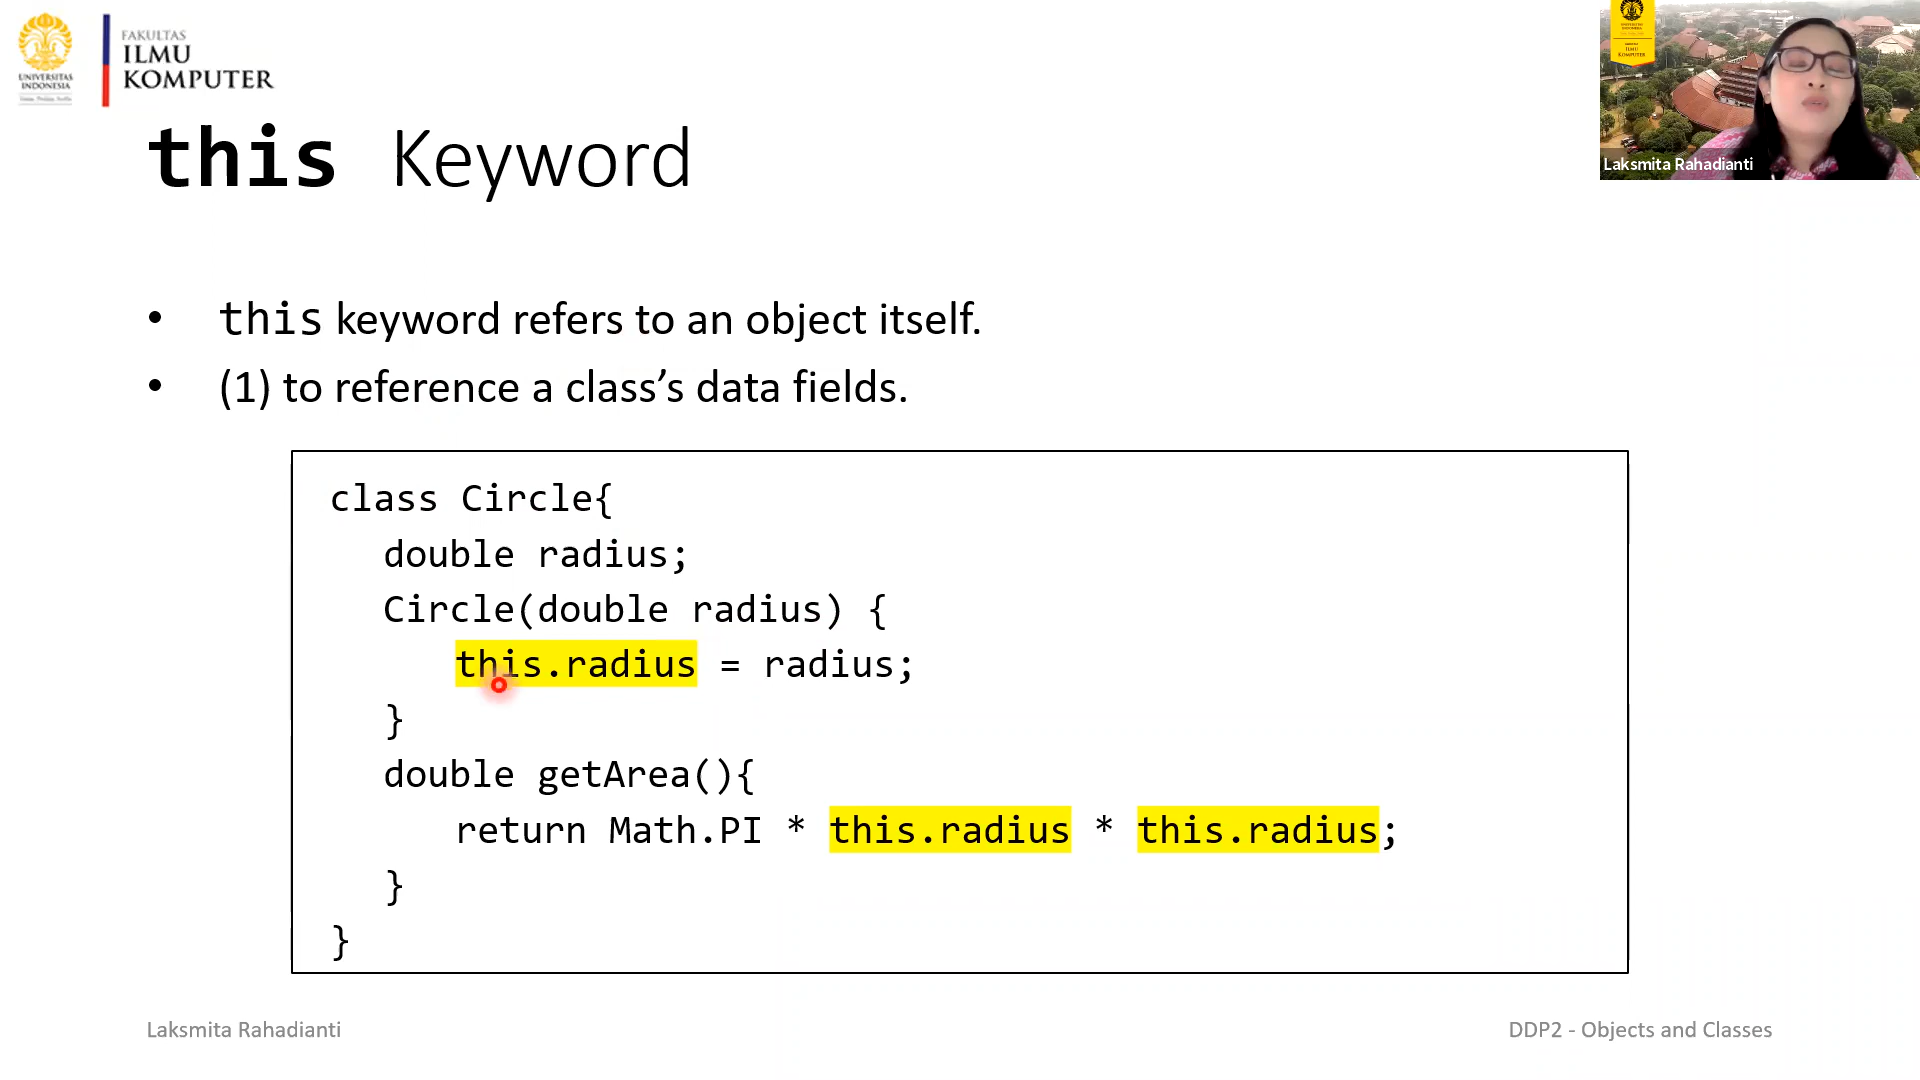 UNIVERSITAS
INDONESIA
FAKULTAS
ILMU
KOMPUTER
Laksmita Rahadianti
this Keyword
• this keyword refers to an object itself.
• (1) to reference a class’s data fields.
class Circle{
double radius;
Circle(double radius) {
this.radius = radius;
}
double getArea(){
return Math.PI * this.radius * this.radius;
}
}
Laksmita Rahadianti
DDP2 - Objects and Classes